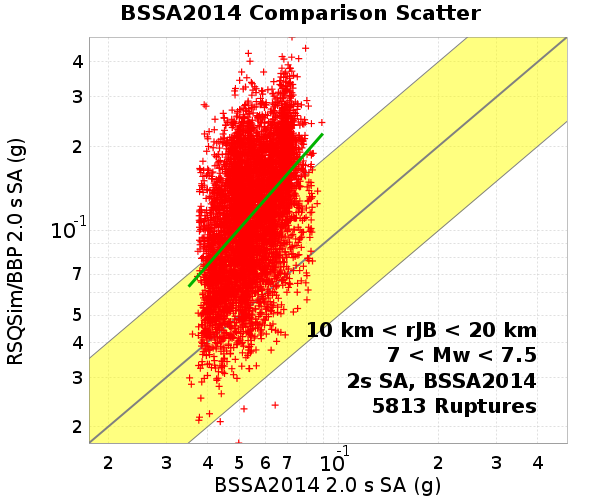 BSSA2014 Comparison Scatter
RSQSim/BBP 2.0 s SA (g)
4
3
2
10-1
7
5
4
3
2
10 km < rJB < 20 km
7 < Mw < 7.5
2s SA, BSSA2014
5813 Ruptures
2 3 4 5 6 7 10-1 2 3 4
BSSA2014 2.0 s SA (g)